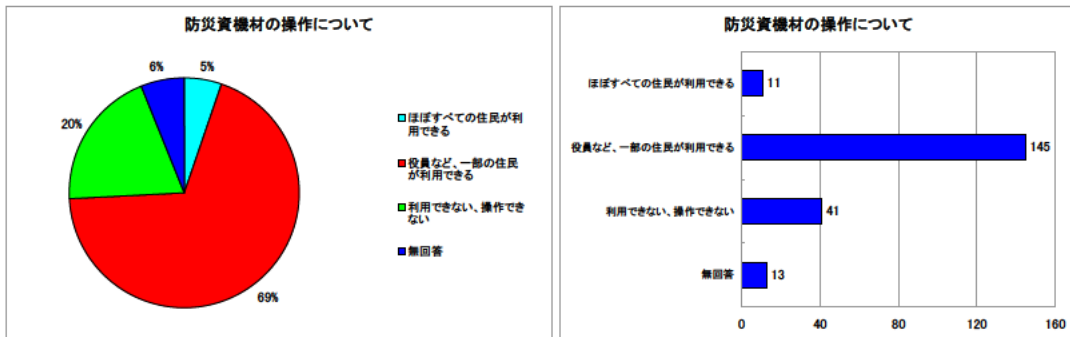 防災資機材の操作について
6%
5%
20%
69%
ほぼすべての住民が利
用できる
役員など、一部の住民
が利用できる
利用できない、操作でき
ない
無回答
防災資機材の操作について
ほぼすべての住民が利用できる
11
役員など、一部の住民が利用できる
145
利用できない、操作できない
41
無回答
13
0
40
80
120
160